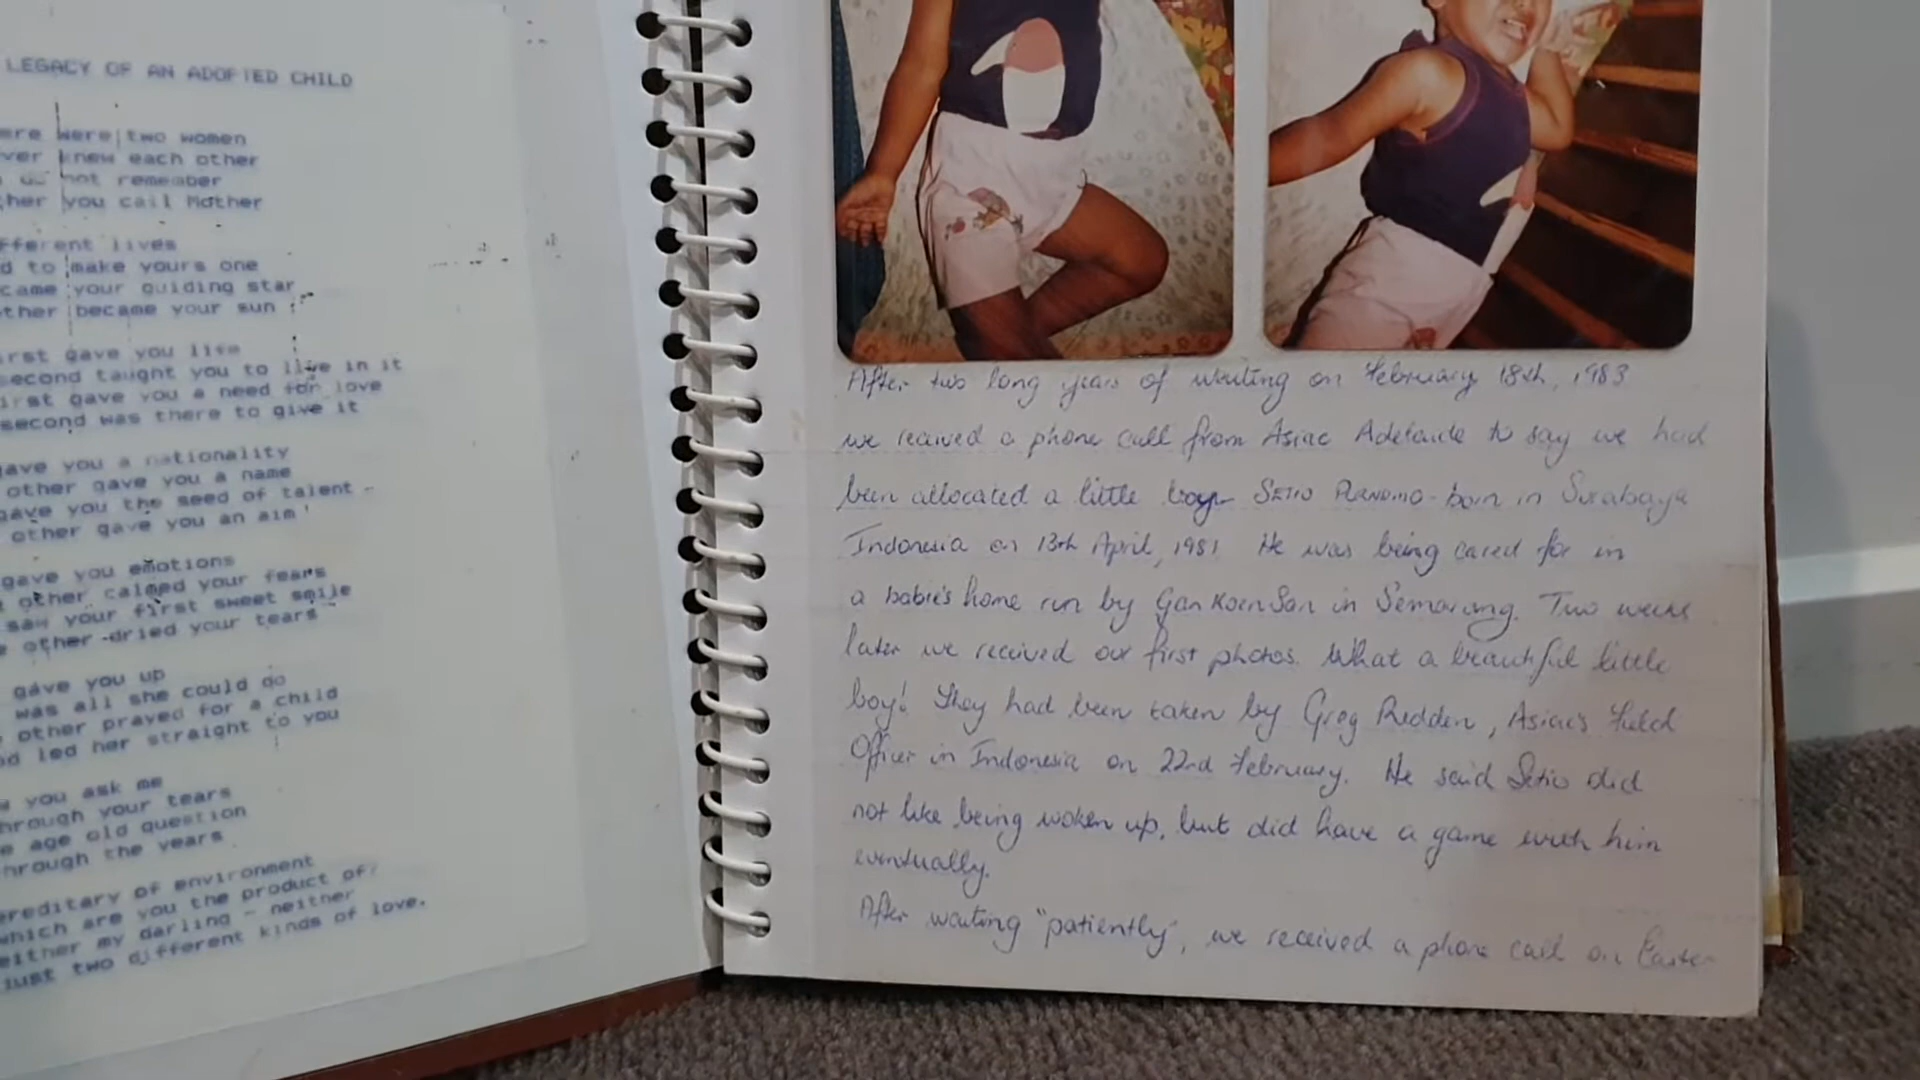 LEGACY OF AN ADOPTED CHILD
were two women
knew each other
not remember
you call Mother
lives
to make yours one
your guiding star
became your sun
gave you life
second taught you to live in it
gave you a need for love
second was there to give it
gave you a nationality
other gave you a name
gave you the seed of talent -
other gave you an aim
gave you emotions
other calmed your fears
saw your first sweet smile
other dried your tears
gave you up
was all she could do
other prayed for a child
led her straight to you
you ask me
through your tears
age old question
through the years
of environment
which are you the product of
my darling - neither
just two different kinds of love.
After two long years of waiting on February 18th, 1983
we received a phone call from Asiac Adelaide to say we had
been allocated a little boy SETIO PURNOMO - born in Surabaya
Indonesia on 13th April, 1981 He was being cared for in
a babie's home run by Gan Koen San in Semarang. Two weeks
later we received our first photos. What a beautiful little
boy! They had been taken by Greg Redden, Asiac's Field
Officer in Indonesia on 22nd February. He said Setio did
not like being woken up, but did have a game with him
eventually.
After waiting "patiently", we received a phone call on Easter